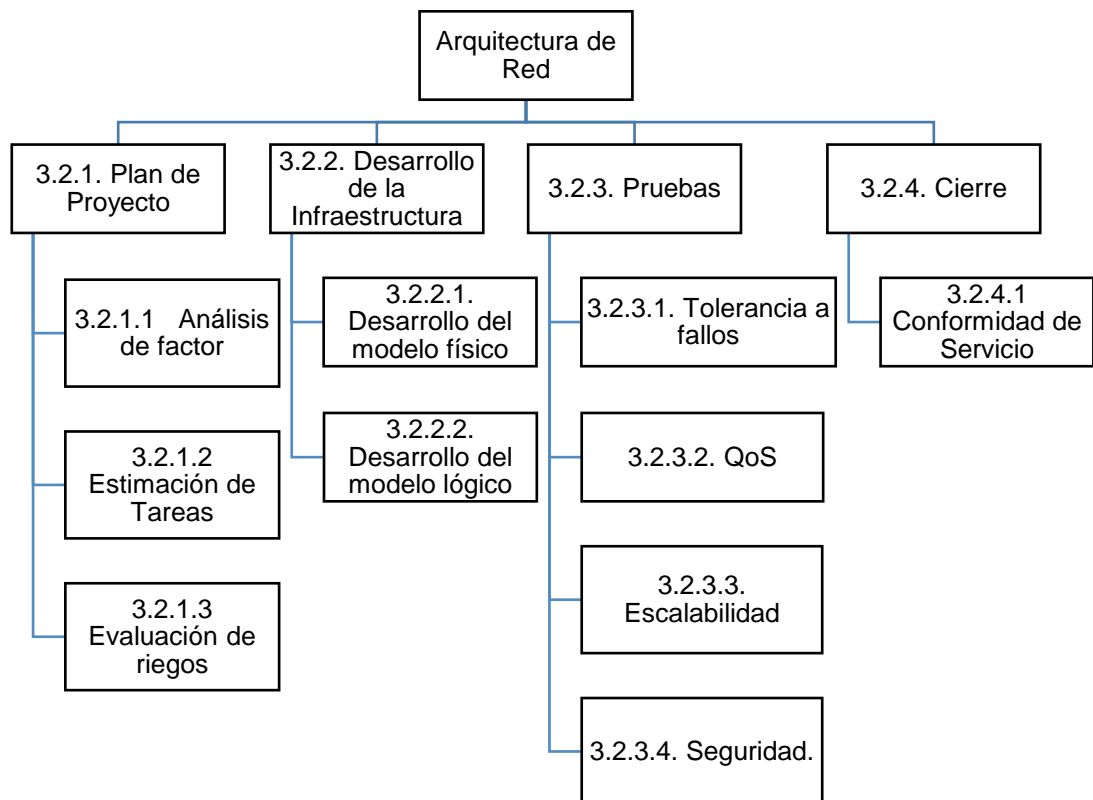 Arquitectura de
Red
3.2.1. Plan de
Proyecto
3.2.2. Desarrollo
de la
Infraestructura
3.2.3. Pruebas
3.2.4. Cierre
3.2.1.1 Análisis
de factor
3.2.1.2
Estimación de
Tareas
3.2.1.3
Evaluación de
riegos
3.2.2.1.
Desarrollo del
modelo físico
3.2.2.2.
Desarrollo del
modelo lógico
3.2.3.1. Tolerancia a
fallos
3.2.3.2. QoS
3.2.3.3.
Escalabilidad
3.2.3.4. Seguridad.
3.2.4.1
Conformidad de
Servicio